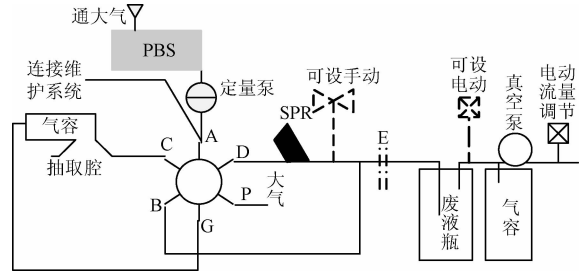 通大气
PBS
连接维
护系统
定量泵
可设手动
可设
电动
真空泵
电动
流量
调节
气容
抽取腔
SPR
A
C
D
E
大气
P
B
G
废液瓶
气容